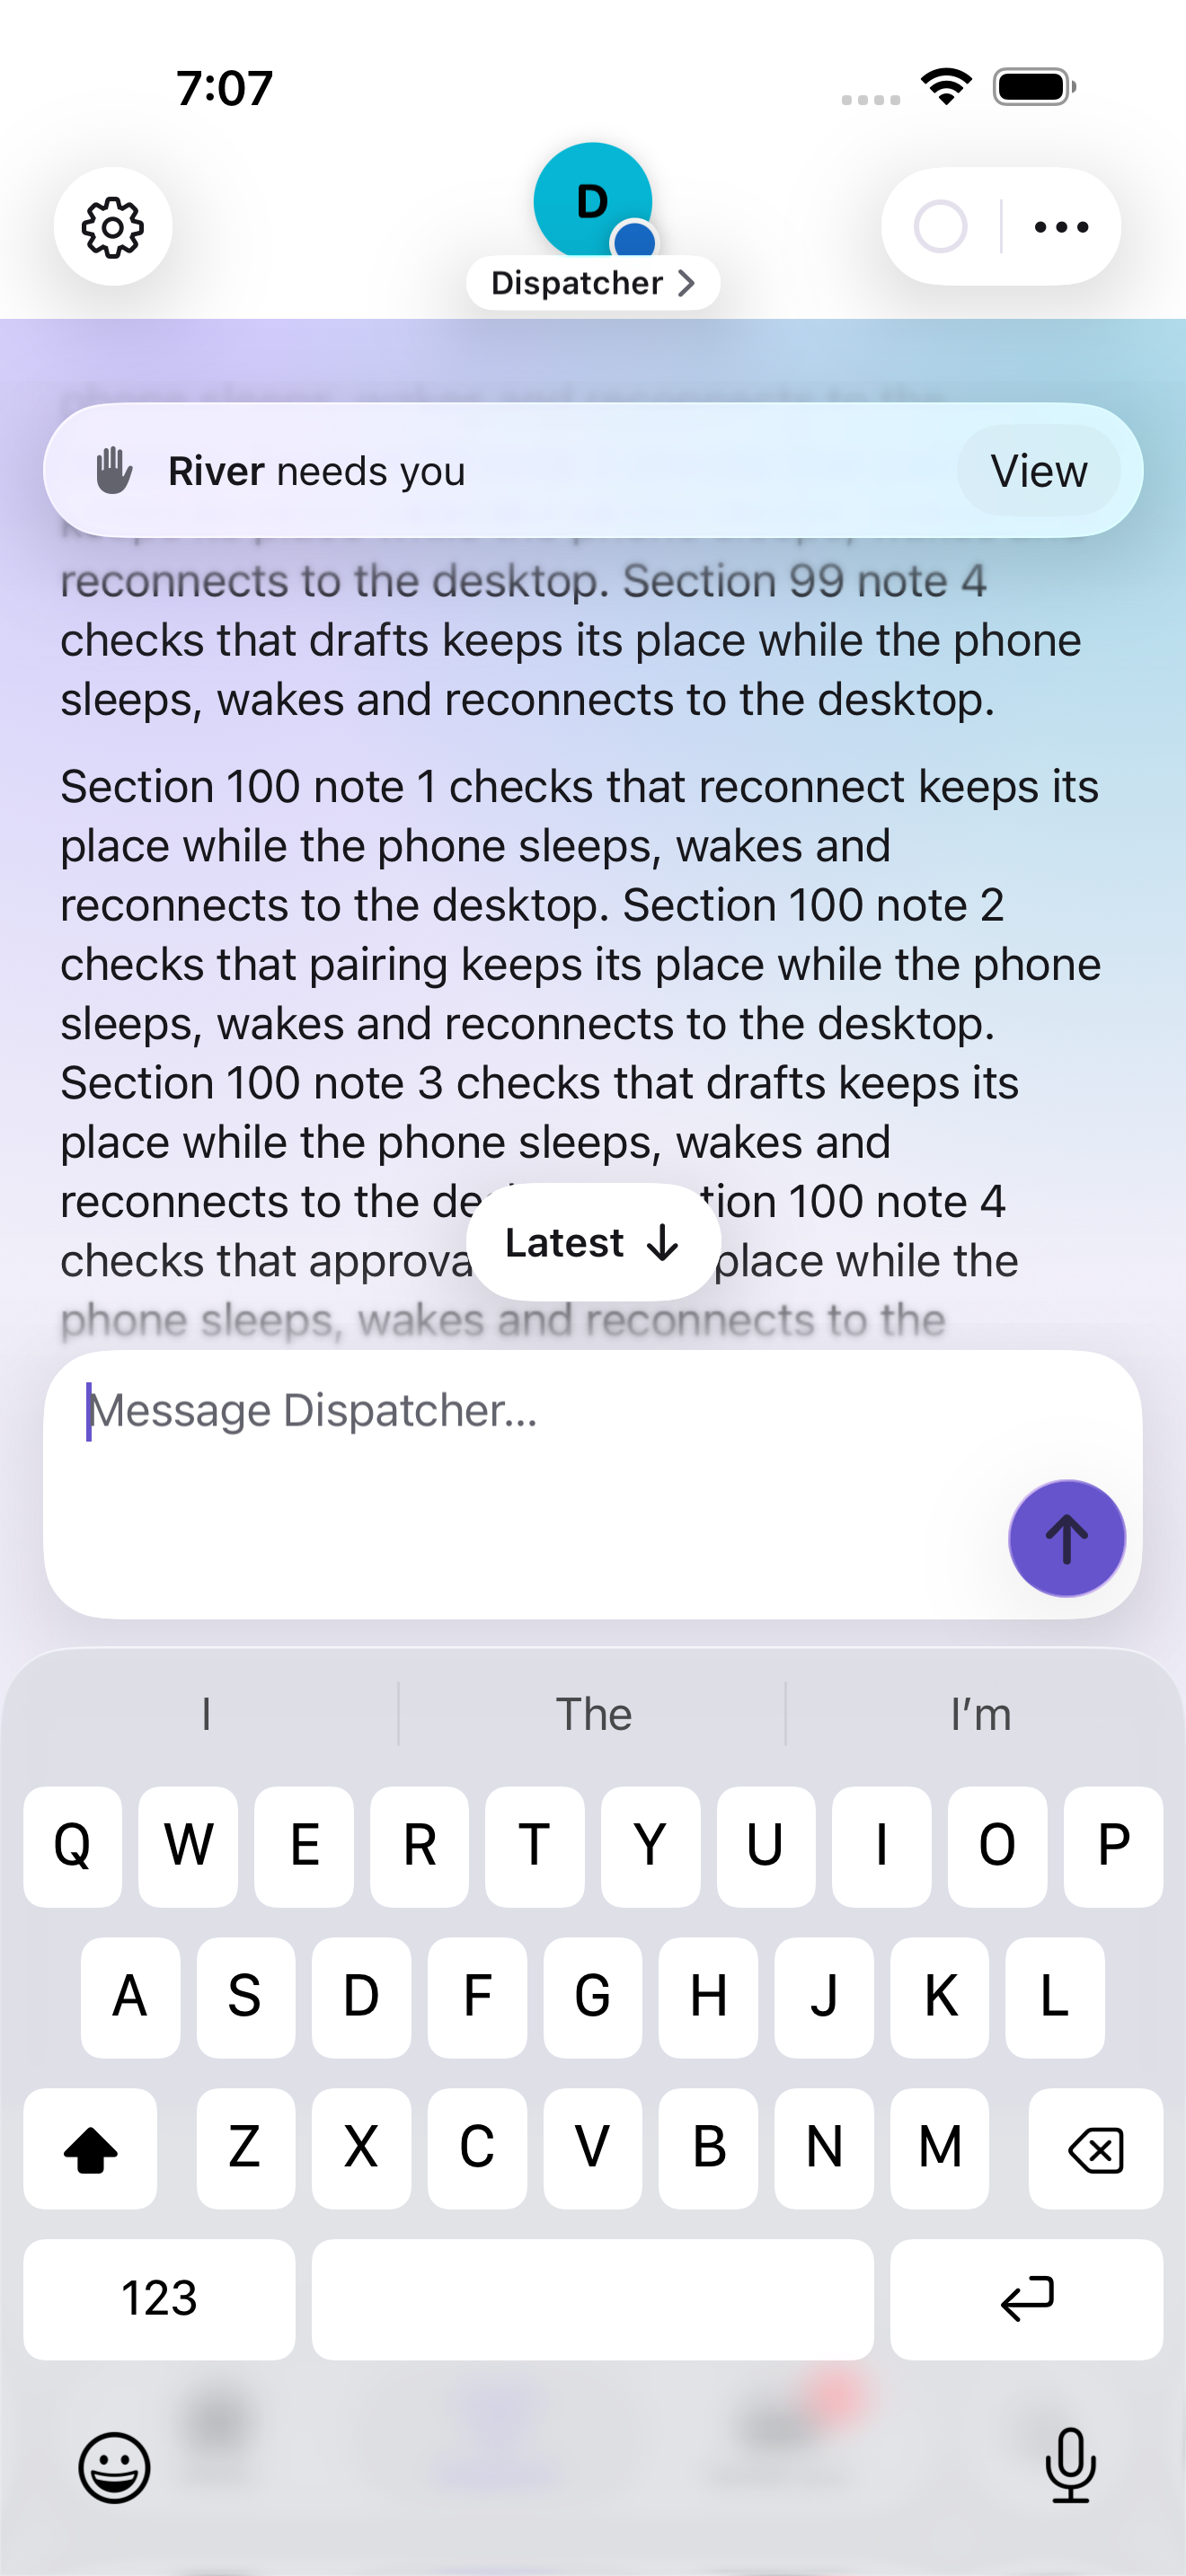 7:07
D
Dispatcher
River needs you
View
reconnects to the desktop. Section 99 note 4
checks that drafts keeps its place while the phone
sleeps, wakes and reconnects to the desktop.
Section 100 note 1 checks that reconnect keeps its
place while the phone sleeps, wakes and
reconnects to the desktop. Section 100 note 2
checks that pairing keeps its place while the phone
sleeps, wakes and reconnects to the desktop.
Section 100 note 3 checks that drafts keeps its
place while the phone sleeps, wakes and
reconnects to the 100 note 4
checks that place while the
Latest
phone sleeps, wakes and reconnects to the
Message Dispatcher...
I The I'm
Q W E R T Y U I O P
A S D F G H J K L
Z X C V B N M
123